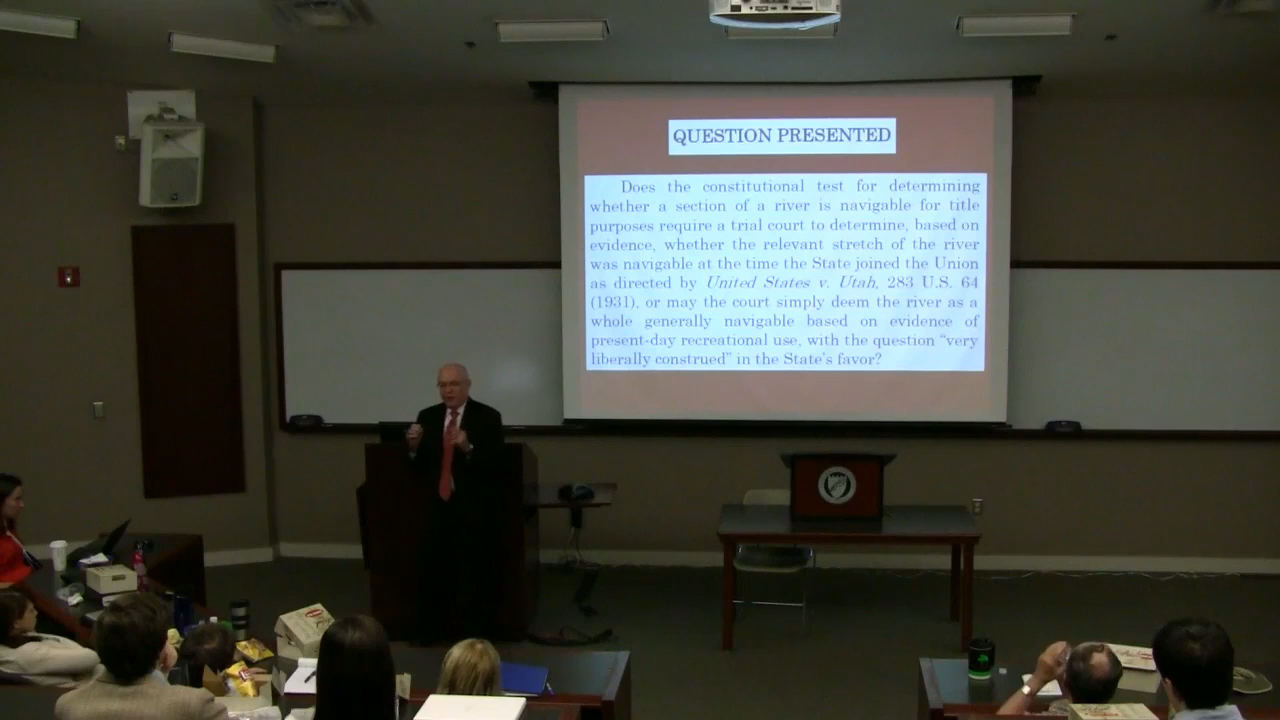 QUESTION PRESENTED
Does the constitutional test for determining
whether a section of a river is navigable for title
purposes require a trial court to determine, based on
evidence, whether the relevant stretch of the river
was navigable at the time the State joined the Union
as directed by United States v. Utah, 283 U.S. 64
(1931), or may the court simply deem the river as a
whole generally navigable based on evidence of
present-day recreational use, with the question “very
liberally construed” in the State’s favor?